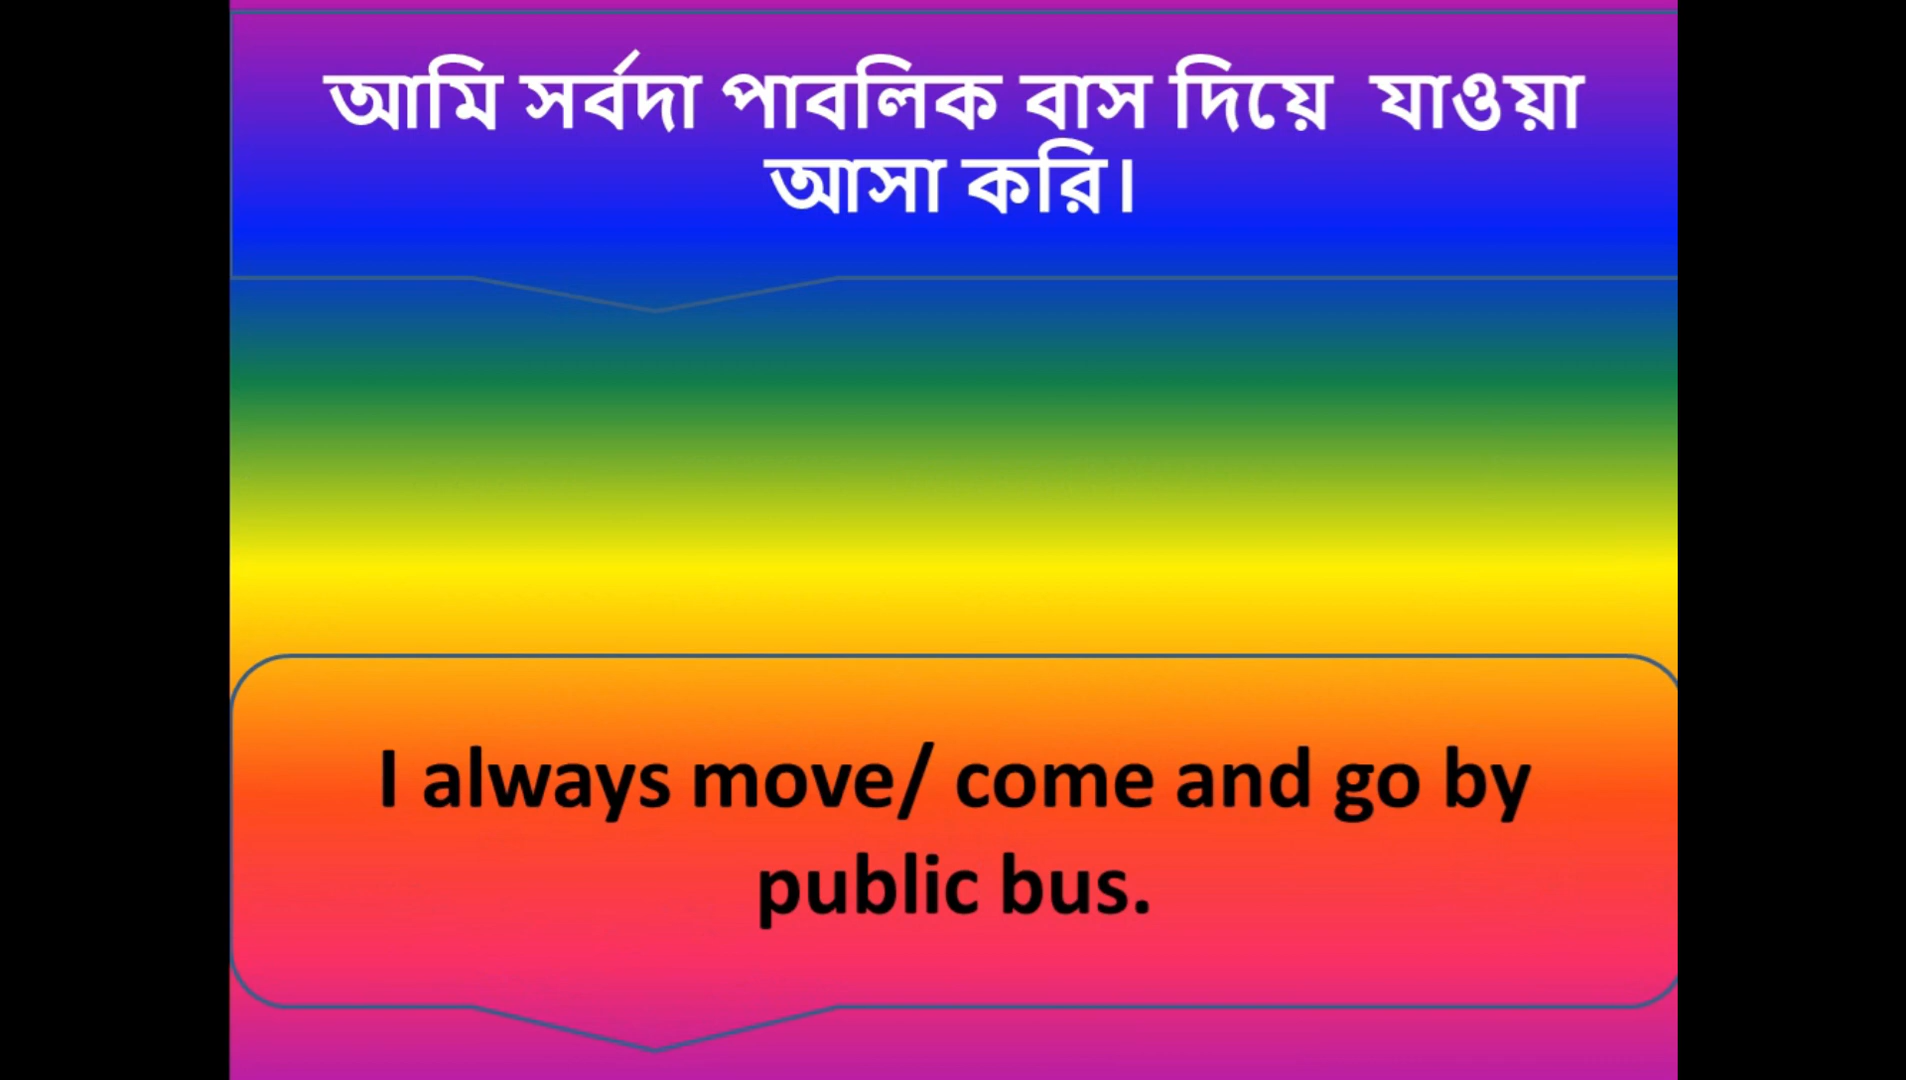 আমি সর্বদা পাবলিক বাস দিয়ে যাওয়া
আসা করি।
I always move/ come and go by
public bus.